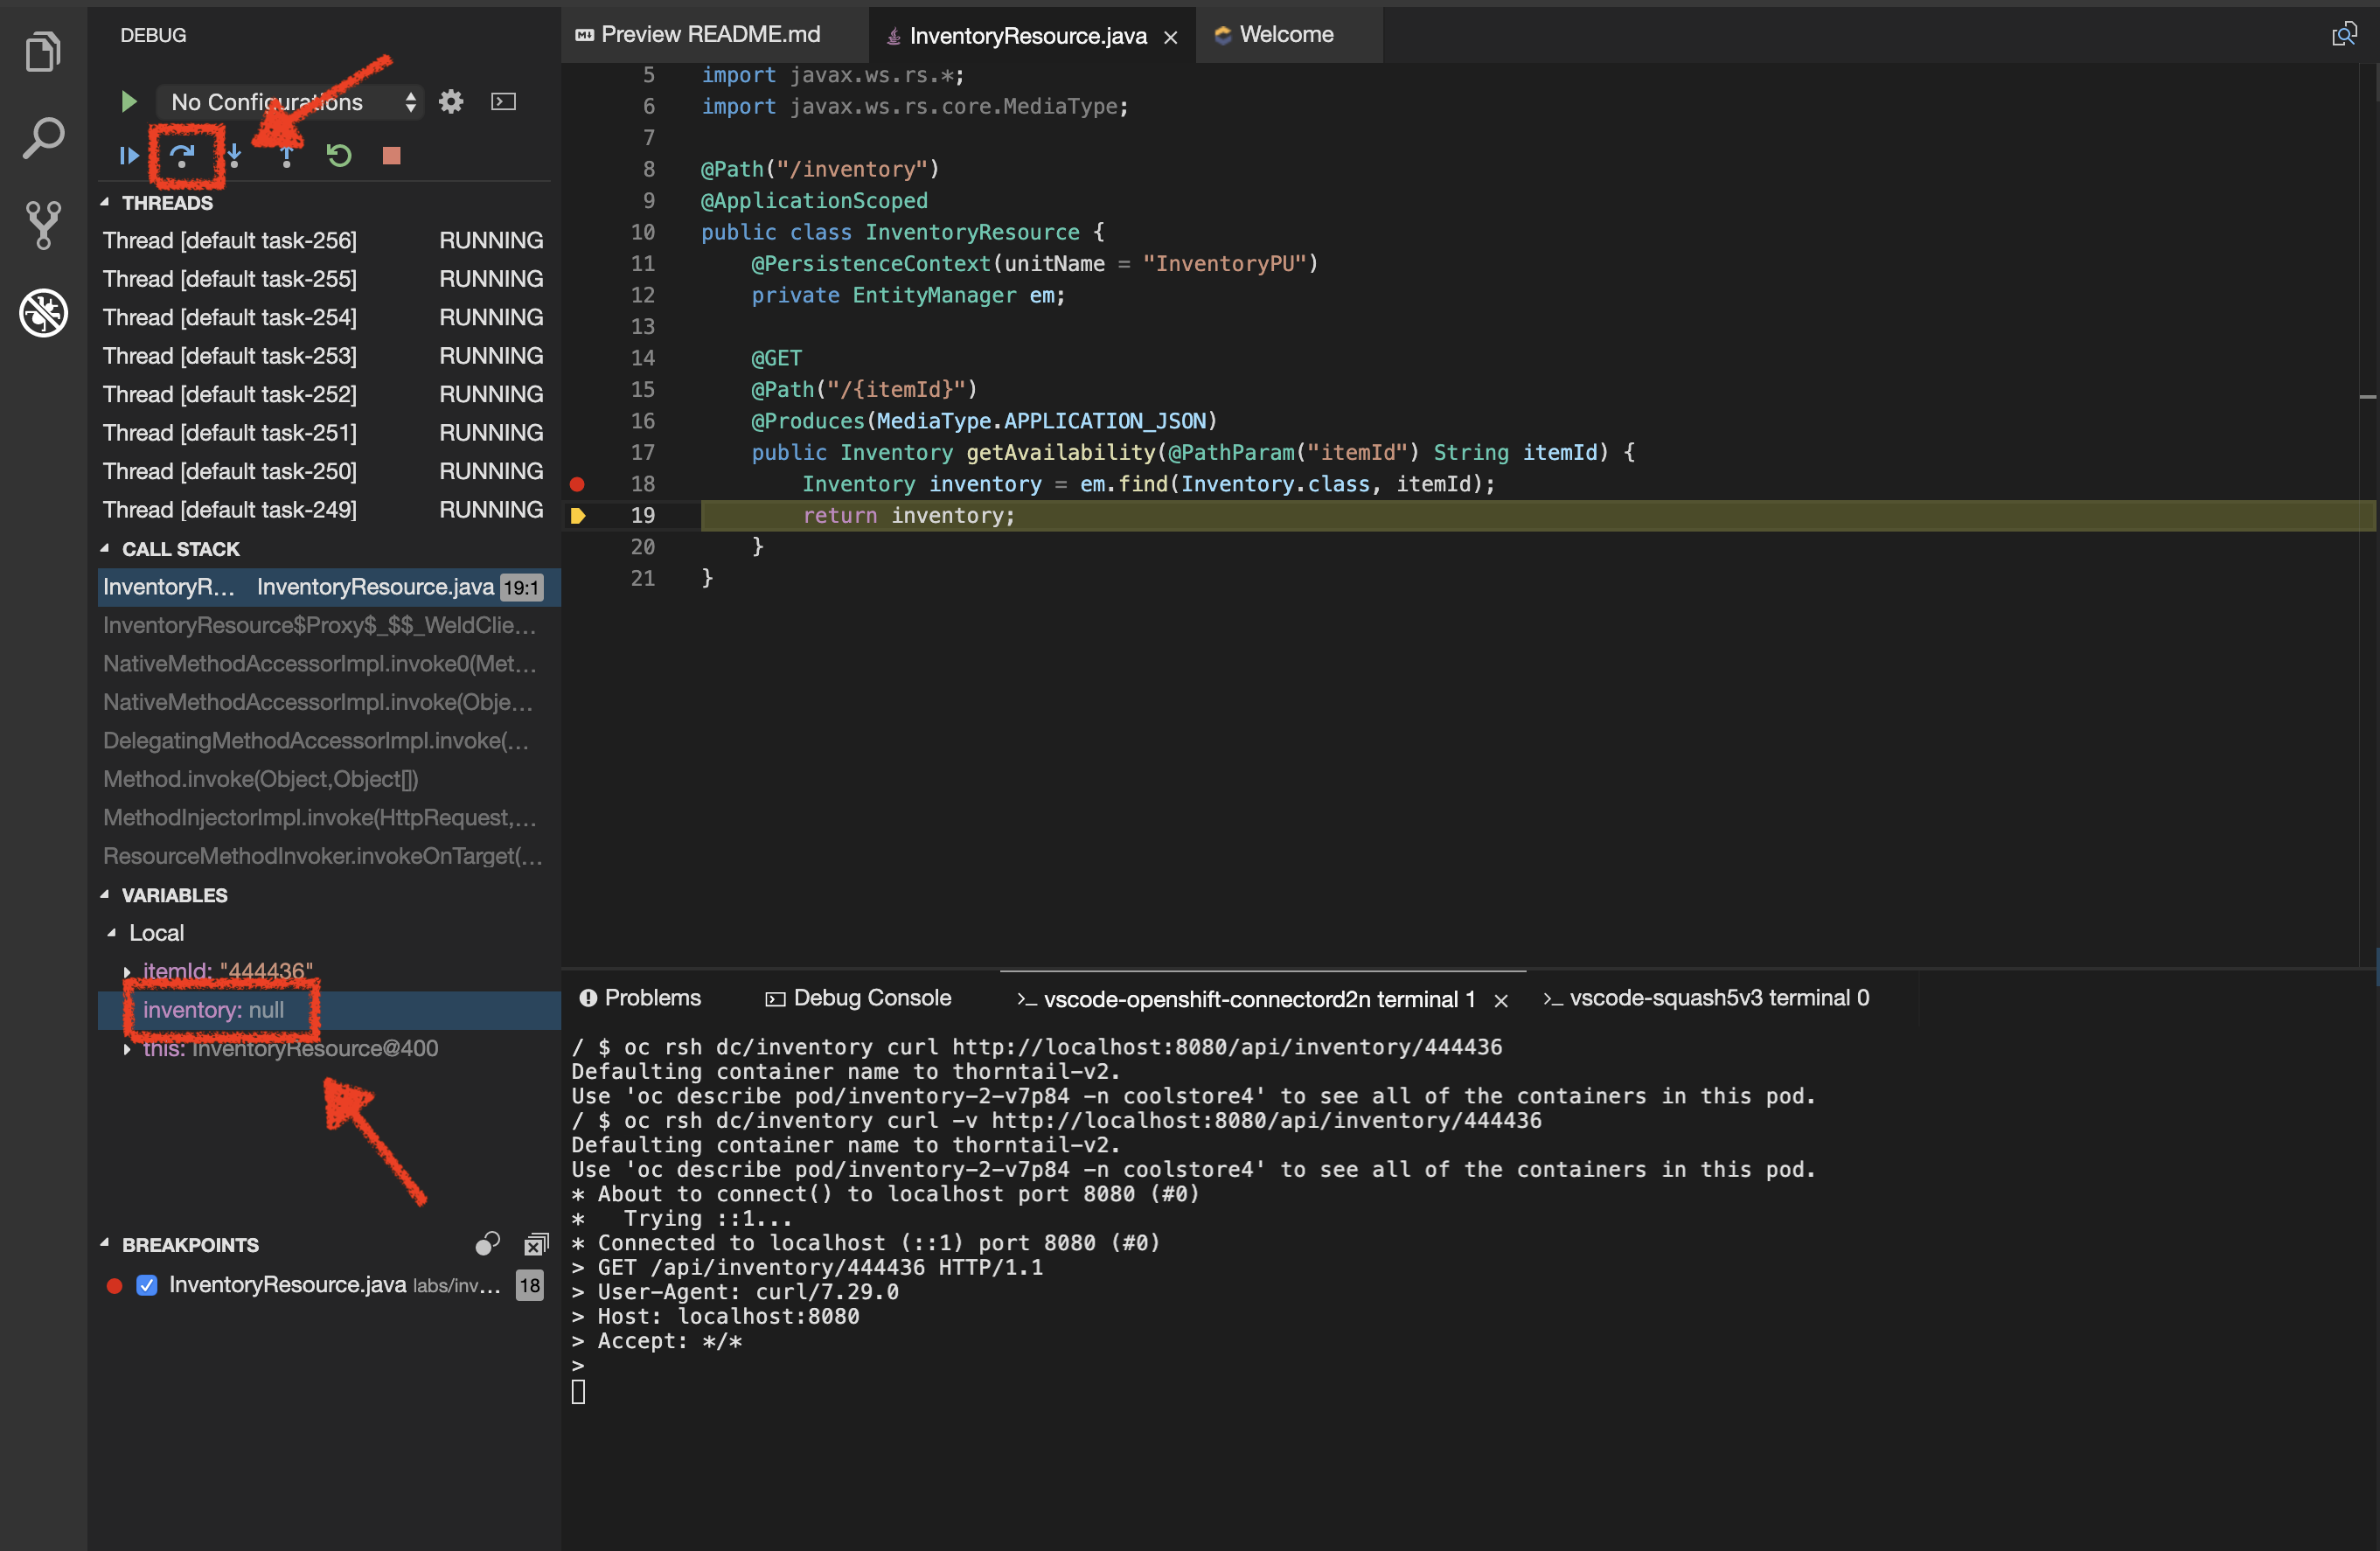 DEBUG
No Configurations
THREADS
Thread [default task-256] RUNNING
Thread [default task-255] RUNNING
Thread [default task-254] RUNNING
Thread [default task-253] RUNNING
Thread [default task-252] RUNNING
Thread [default task-251] RUNNING
Thread [default task-250] RUNNING
Thread [default task-249] RUNNING
CALL STACK
InventoryR... InventoryResource.java 19:1
InventoryResource$Proxy$_$$_WeldClie...
NativeMethodAccessorImpl.invoke0(Met...
NativeMethodAccessorImpl.invoke(Obje...
DelegatingMethodAccessorImpl.invoke(...
Method.invoke(Object,Object[])
MethodInjectorImpl.invoke(HttpRequest,...
ResourceMethodInvoker.invokeOnTarget(...
VARIABLES
Local
itemId: "444436"
inventory: null
this: InventoryResource@400
BREAKPOINTS
InventoryResource.java labs/inv... 18
Preview README.md InventoryResource.java × Welcome
5 import javax.ws.rs.*;
6 import javax.ws.rs.core.MediaType;
7
8 @Path("/inventory")
9 @ApplicationScoped
10 public class InventoryResource {
11 @PersistenceContext(unitName = "InventoryPU")
12 private EntityManager em;
13
14 @GET
15 @Path("/{itemId}")
16 @Produces(MediaType.APPLICATION_JSON)
17 public Inventory getAvailability(@PathParam("itemId") String itemId) {
18 Inventory inventory = em.find(Inventory.class, itemId);
19 return inventory;
20 }
21 }
Problems Debug Console >_ vscode-openshift-connectord2n terminal 1 × >_ vscode-squash5v3 terminal 0
/ $ oc rsh dc/inventory curl http://localhost:8080/api/inventory/444436
Defaulting container name to thorntail-v2.
Use 'oc describe pod/inventory-2-v7p84 -n coolstore4' to see all of the containers in this pod.
/ $ oc rsh dc/inventory curl -v http://localhost:8080/api/inventory/444436
Defaulting container name to thorntail-v2.
Use 'oc describe pod/inventory-2-v7p84 -n coolstore4' to see all of the containers in this pod.
* About to connect() to localhost port 8080 (#0)
* Trying ::1...
* Connected to localhost (::1) port 8080 (#0)
> GET /api/inventory/444436 HTTP/1.1
> User-Agent: curl/7.29.0
> Host: localhost:8080
> Accept: */*
>